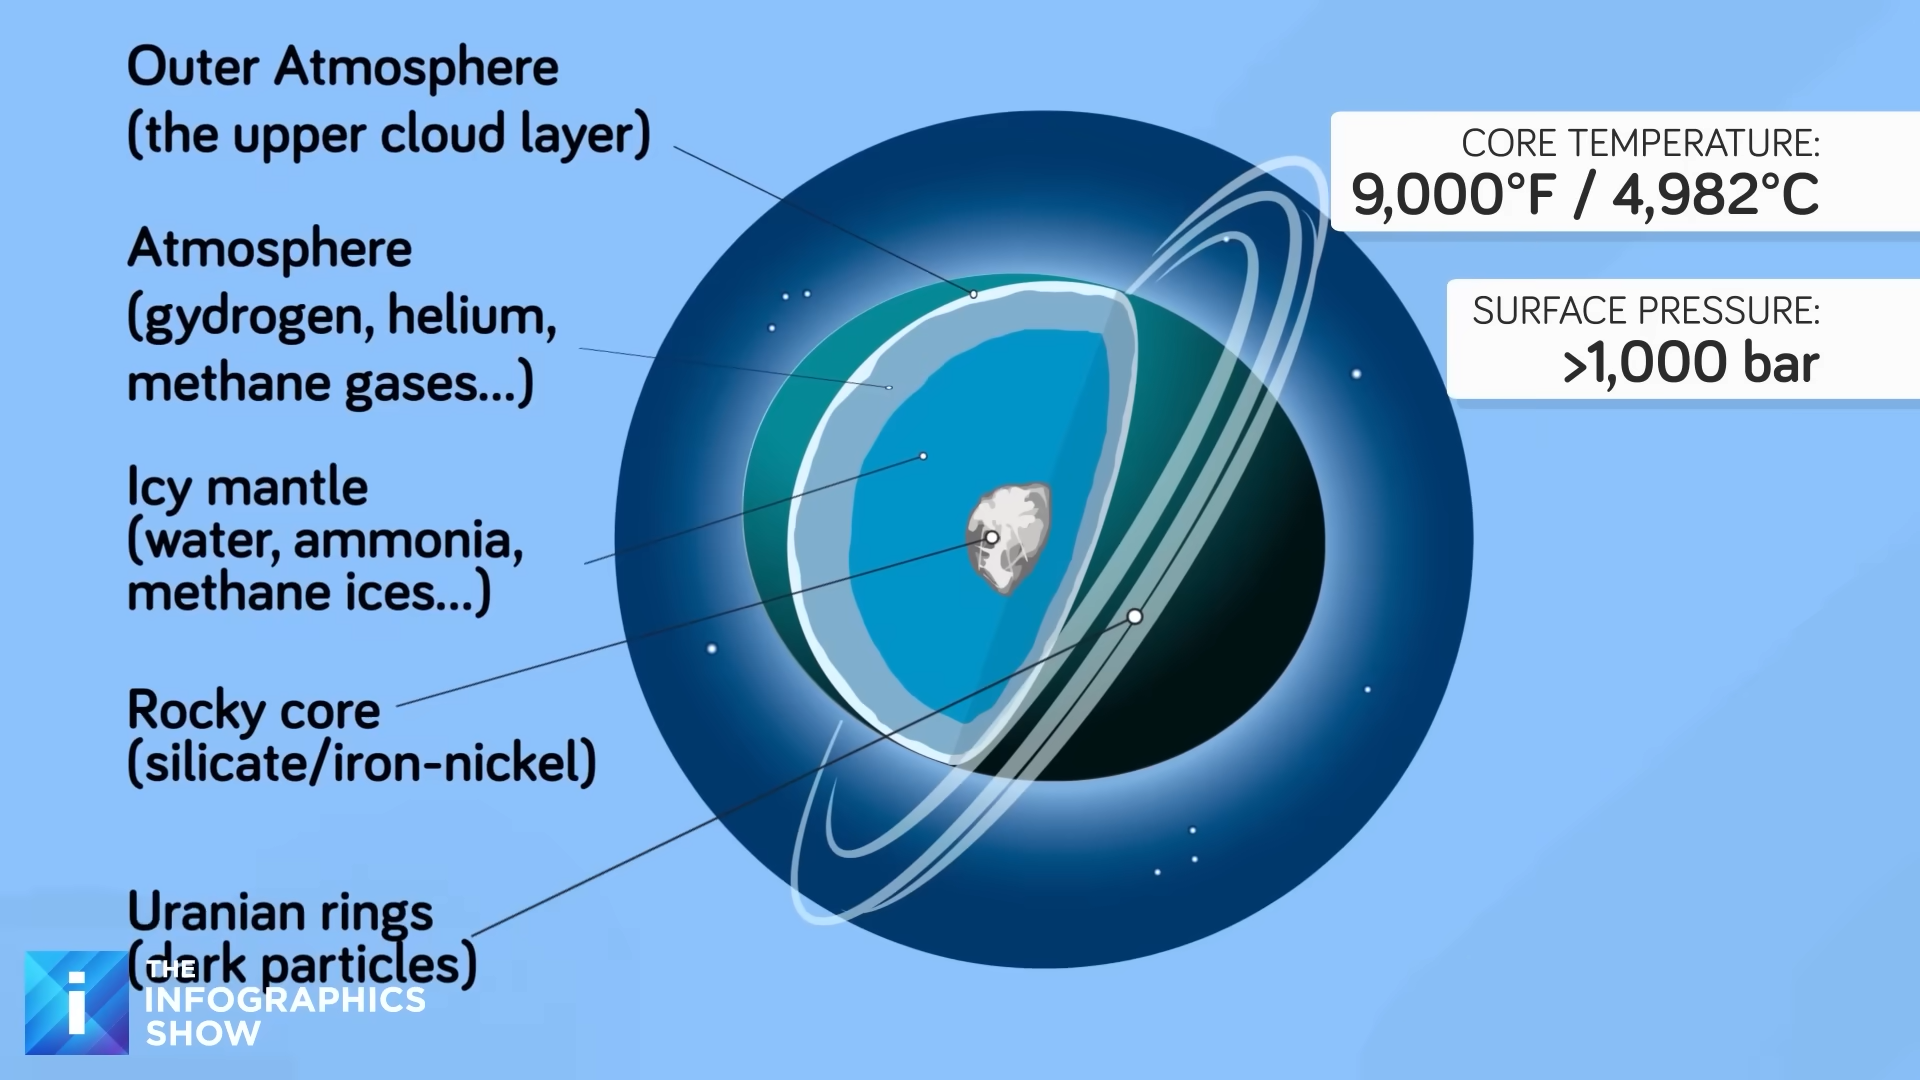 Outer Atmosphere
(the upper cloud layer)
Atmosphere
(gydrogen, helium,
methane gases...)
Icy mantle
(water, ammonia,
methane ices...)
Rocky core
(silicate/iron-nickel)
Uranian rings
(dark particles)
CORE TEMPERATURE:
9,000°F / 4,982°C
SURFACE PRESSURE:
>1,000 bar
i
THE
INFOGRAPHICS
SHOW